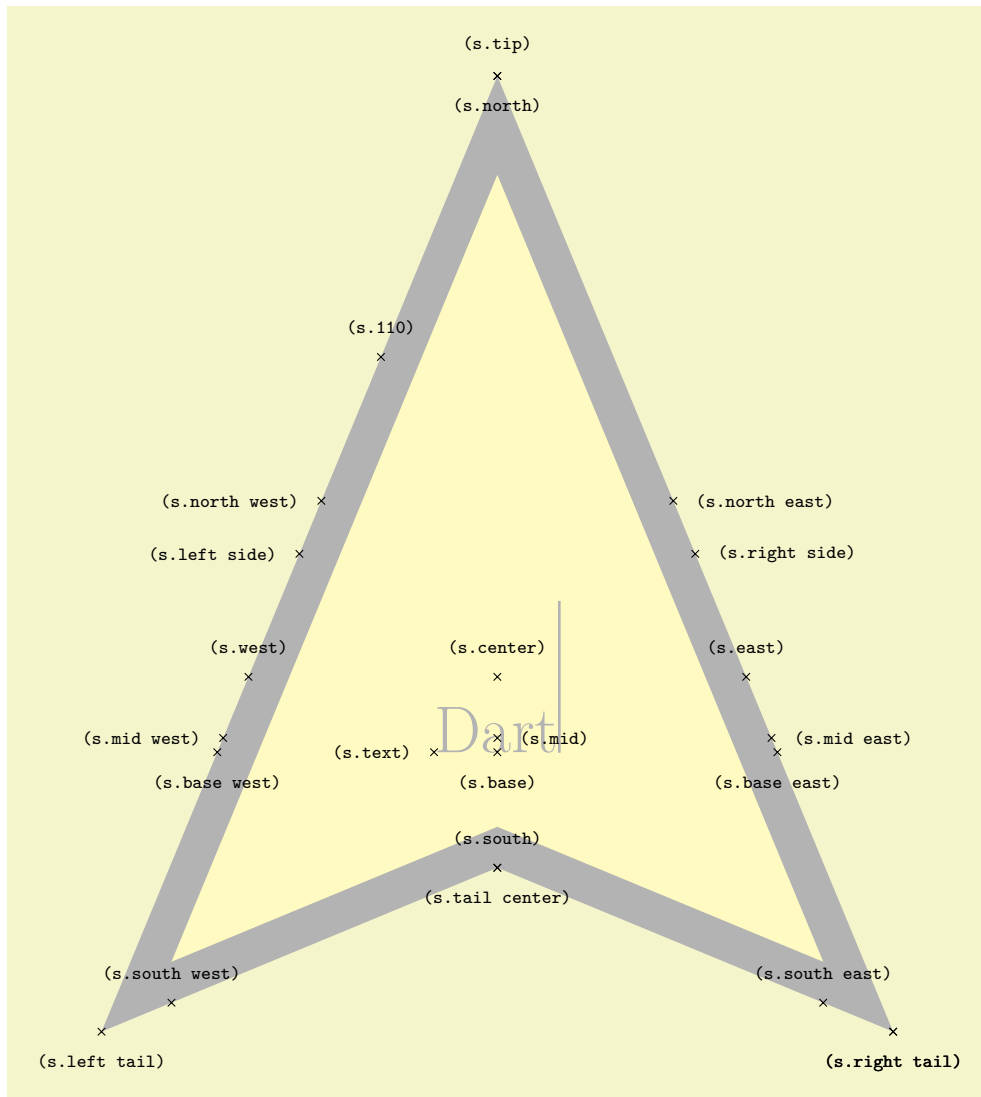 (s.tip)
(s.north)
(s.110)
(s.north west)
(s.north east)
(s.left side)
(s.right side)
(s.west)
(s.center)
(s.east)
Dart
(s.mid west)
(s.mid)
(s.mid east)
(s.text)
(s.base west)
(s.base)
(s.base east)
(s.south)
(s.tail center)
(s.south west)
(s.south east)
(s.left tail)
(s.right tail)